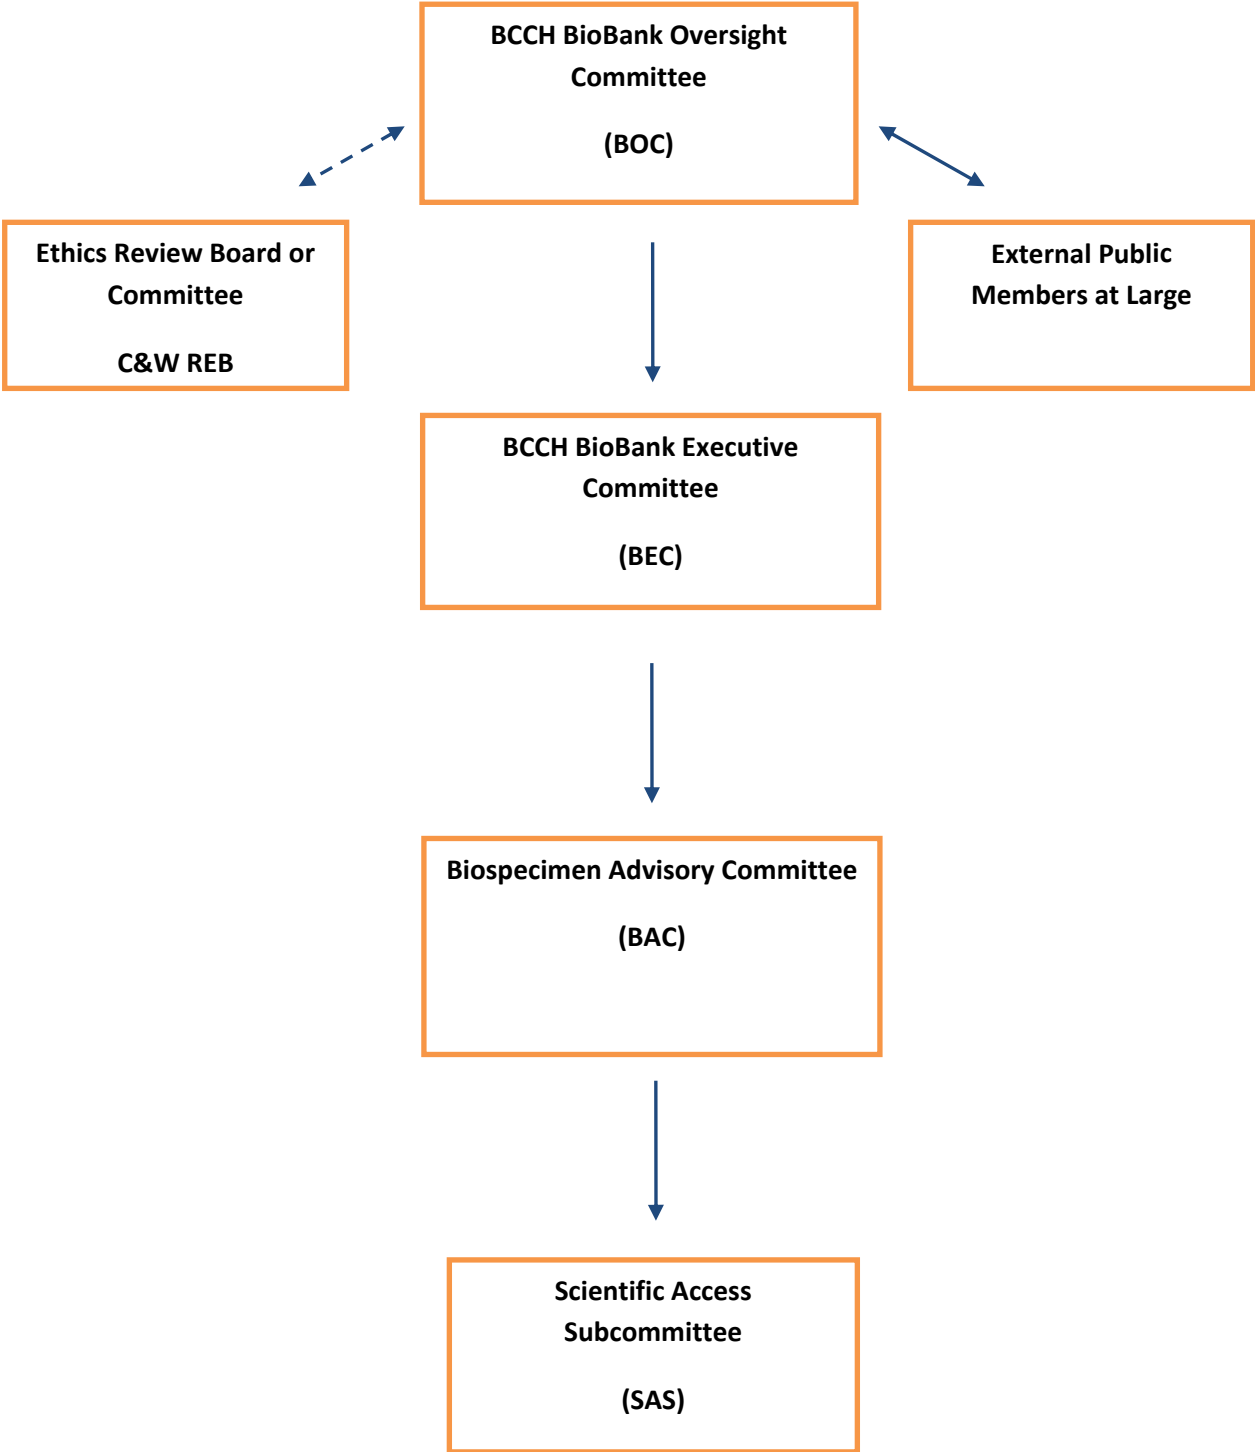 BCCH BioBank Oversight
Committee
(BOC)
Ethics Review Board or
Committee
C&W REB
External Public
Members at Large
BCCH BioBank Executive
Committee
(BEC)
Biospecimen Advisory Committee
(BAC)
Scientific Access
Subcommittee
(SAS)